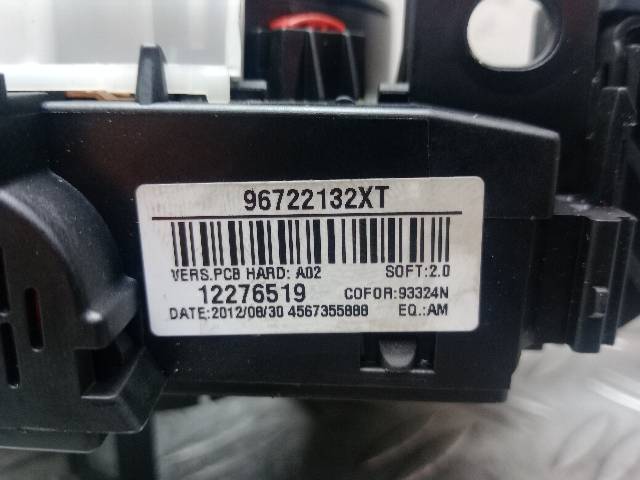 96722132XT
VERS.PCB HARD: A02 SOFT:2.0
12276519 COFOR:93324N
DATE:2012/08/30 4567355888 EQ.:AM